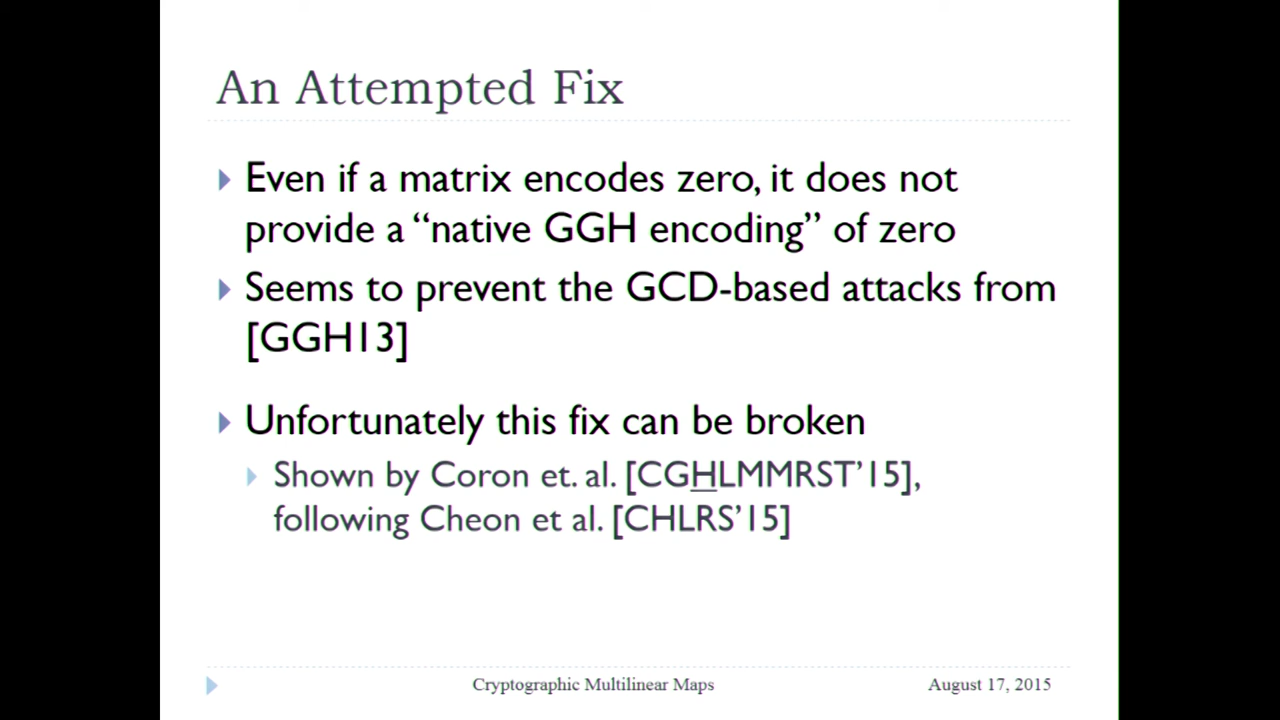 An Attempted Fix
Even if a matrix encodes zero, it does not
provide a “native GGH encoding” of zero
Seems to prevent the GCD-based attacks from
[GGH13]
Unfortunately this fix can be broken
Shown by Coron et. al. [CGHLMMRST’15],
following Cheon et al. [CHLRS’15]
Cryptographic Multilinear Maps
August 17, 2015